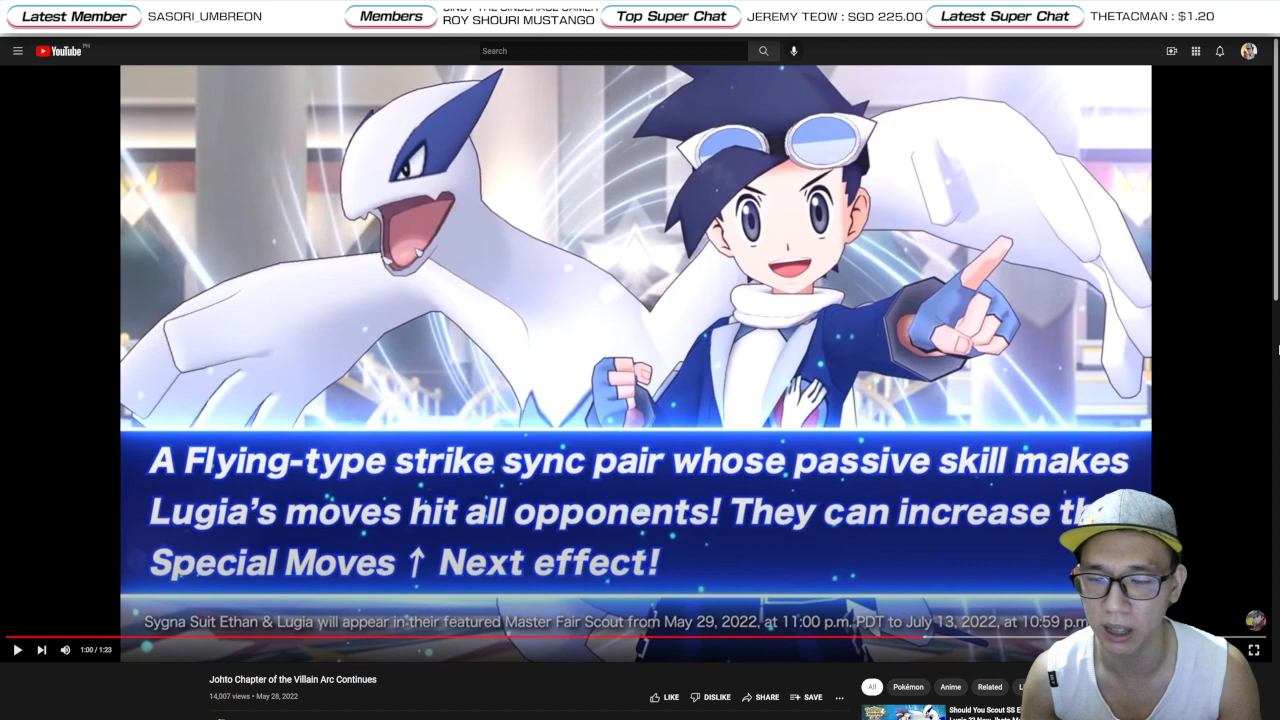 Latest Member
SASORI_UMBREON
Members
ROY SHOURI MUSTANGO
Top Super Chat
JEREMY TEOW : SGD 225.00
Latest Super Chat
THETACMAN : $1.20
YouTube PH
Search
A Flying-type strike sync pair whose passive skill makes
Lugia's moves hit all opponents! They can increase
Special Moves ↑ Next effect!
Sygna Suit Ethan & Lugia will appear in their featured Master Fair Scout from May 29, 2022, at 11:00 p.m. PDT to July 13, 2022, at 10:59 p.m.
1:00 / 1:23
Johto Chapter of the Villain Arc Continues
14,007 views • May 28, 2022
LIKE
DISLIKE
SHARE
SAVE
...
All
Pokémon
Anime
Related
Should You Scout SS